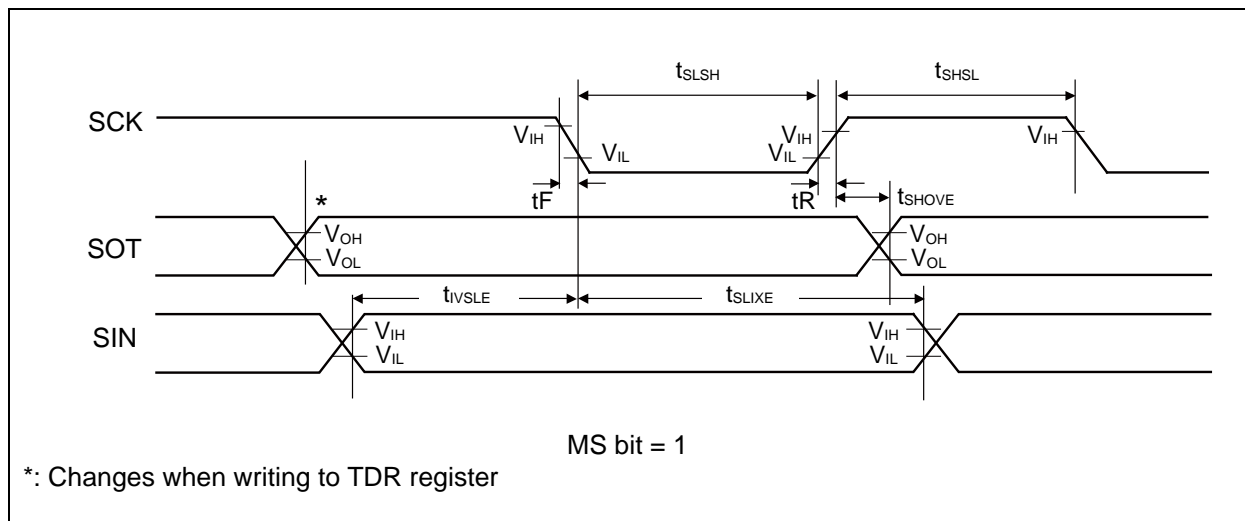 tSLSH tSHSL
SCK VIH VIL VIH VIL VIH
tF tR tSHOVE
*
SOT VOH VOL VOH VOL
tIVSLE tSLIXE
SIN VIH VIL VIH VIL
MS bit = 1
*: Changes when writing to TDR register